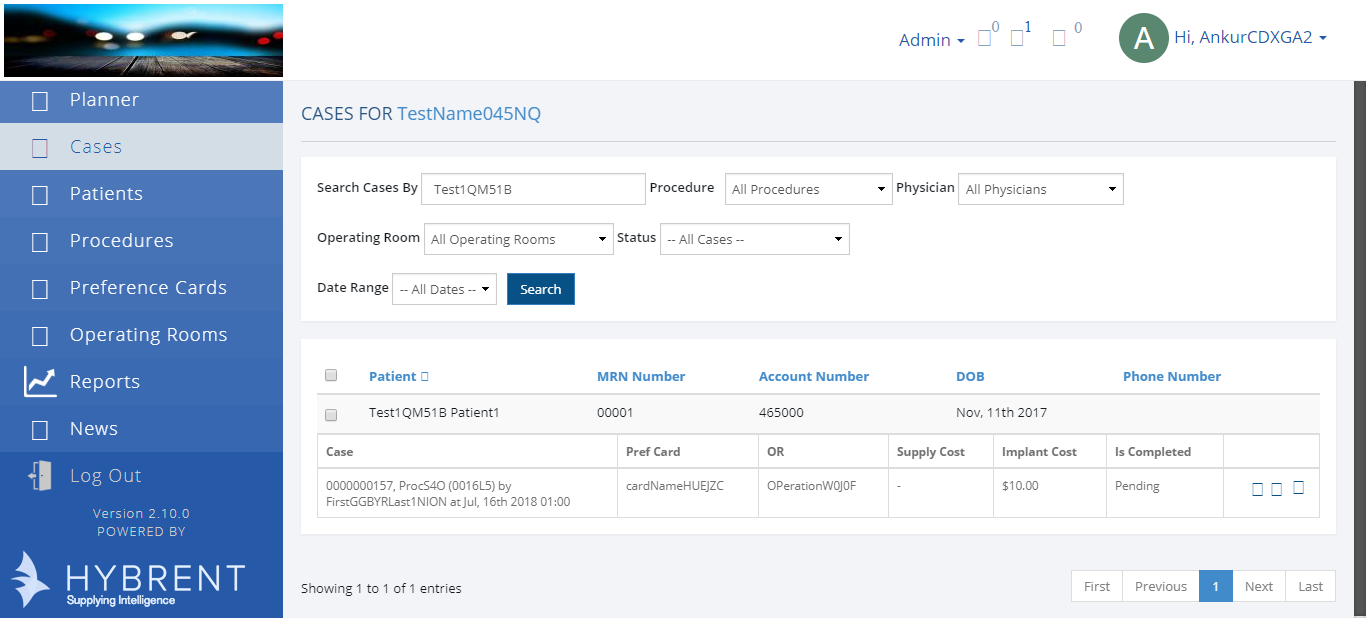 Admin 0 1 0 A Hi, AnkurCDXGA2
Planner
Cases
Patients
Procedures
Preference Cards
Operating Rooms
Reports
News
Log Out
Version 2.10.0
POWERED BY
HYBRENT
Supplying Intelligence
CASES FOR TestName045NQ
Search Cases By Test1QM51B Procedure All Procedures Physician All Physicians
Operating Room All Operating Rooms Status -- All Cases --
Date Range -- All Dates -- Search
Patient MRN Number Account Number DOB Phone Number
Test1QM51B Patient1 00001 465000 Nov, 11th 2017
Case Pref Card OR Supply Cost Implant Cost Is Completed
0000000157, ProcS4O (0016L5) by cardNameHUEJZC OPerationW0J0F - $10.00 Pending
FirstGGBYRLast1NION at Jul, 16th 2018 01:00
Showing 1 to 1 of 1 entries First Previous 1 Next Last